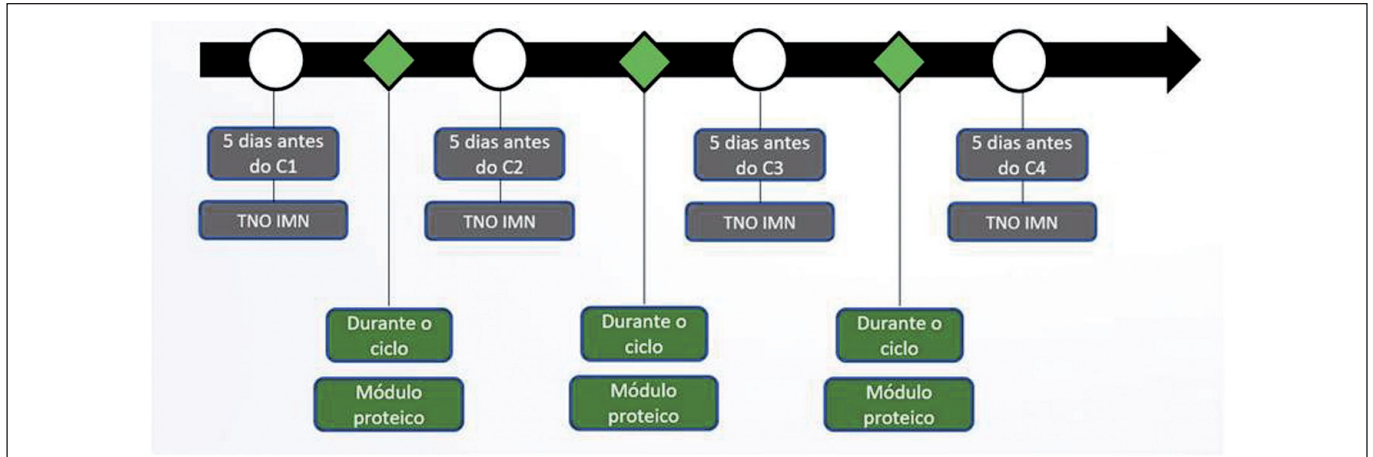 5 dias antes
do C1
TNO IMN
5 dias antes
do C2
TNO IMN
5 dias antes
do C3
TNO IMN
5 dias antes
do C4
TNO IMN
Durante o
ciclo
Módulo
proteico
Durante o
ciclo
Módulo
proteico
Durante o
ciclo
Módulo
proteico